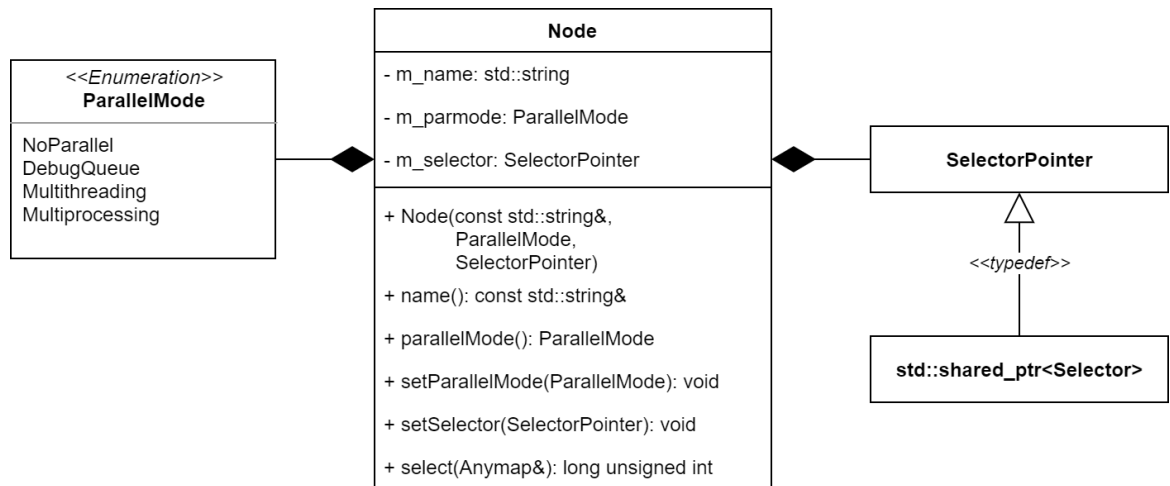 <<Enumeration>>
ParallelMode
NoParallel
DebugQueue
Multithreading
Multiprocessing
Node
- m_name: std::string
- m_parmode: ParallelMode
- m_selector: SelectorPointer
+ Node(const std::string&,
ParallelMode,
SelectorPointer)
+ name(): const std::string&
+ parallelMode(): ParallelMode
+ setParallelMode(ParallelMode): void
+ setSelector(SelectorPointer): void
+ select(Anymap&): long unsigned int
SelectorPointer
<<typedef>>
std::shared_ptr<Selector>